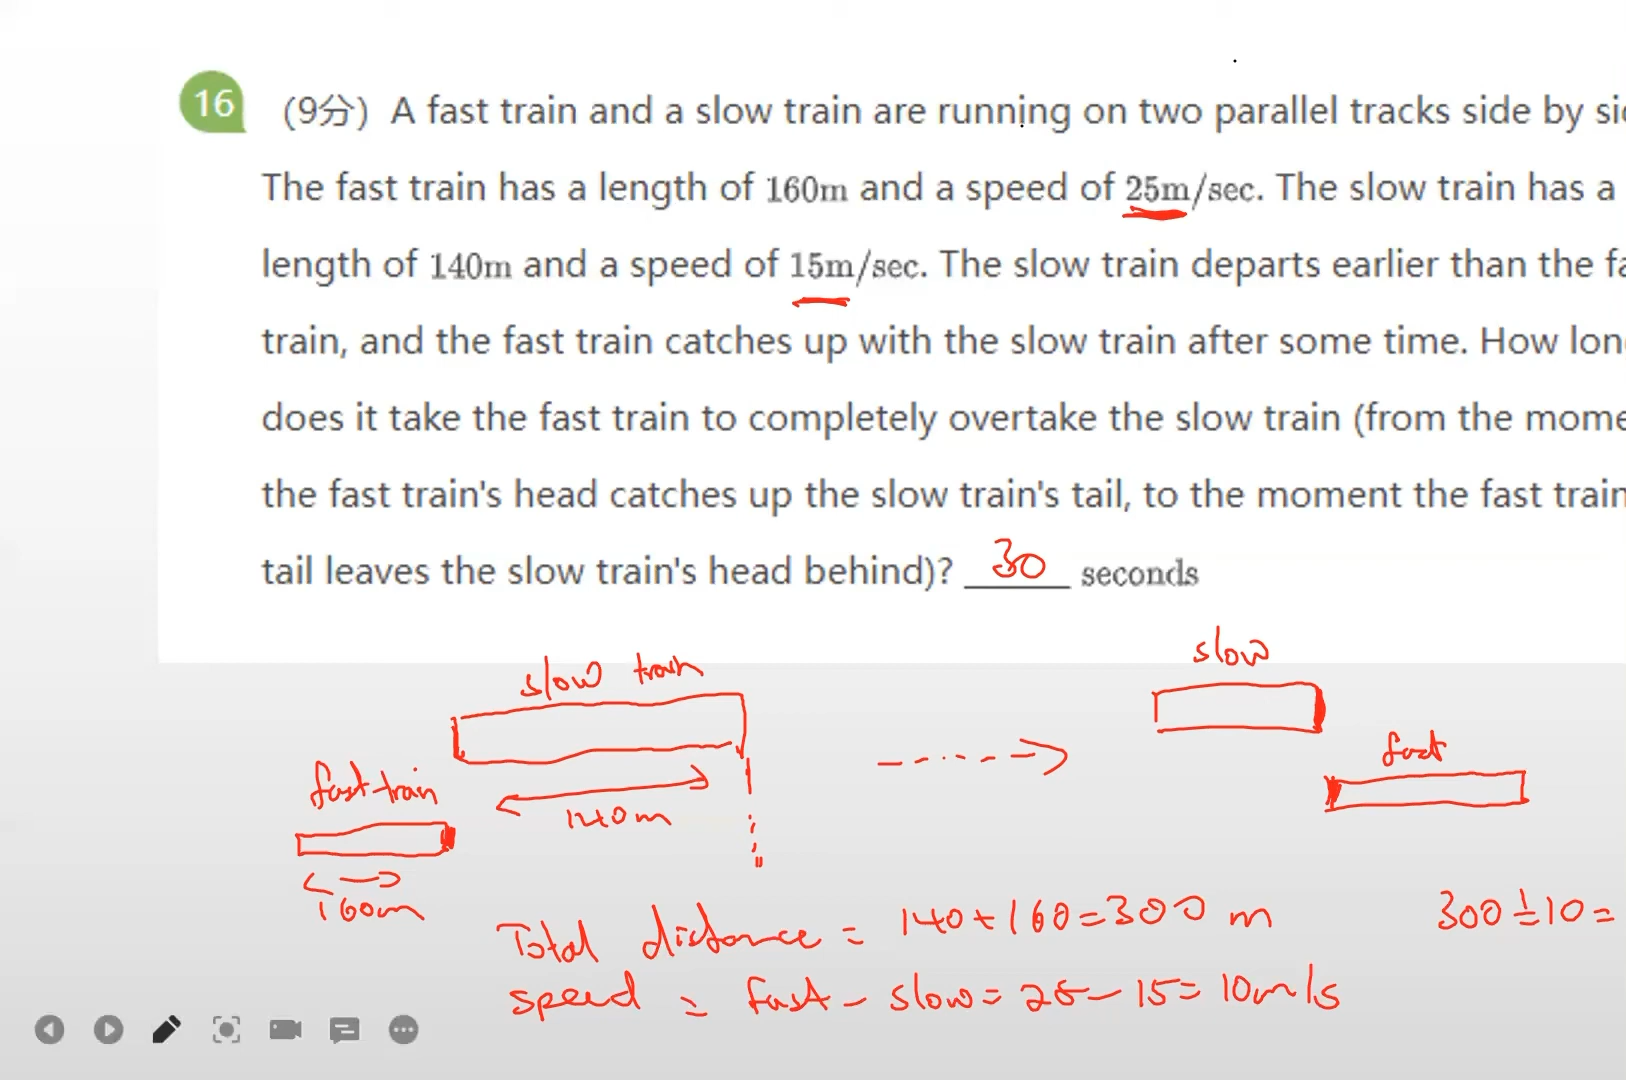 16 (9分) A fast train and a slow train are running on two parallel tracks side by si
The fast train has a length of 160m and a speed of 25m/sec. The slow train has a
length of 140m and a speed of 15m/sec. The slow train departs earlier than the fa
train, and the fast train catches up with the slow train after some time. How lon
does it take the fast train to completely overtake the slow train (from the mome
the fast train's head catches up the slow train's tail, to the moment the fast train
tail leaves the slow train's head behind)? 30 seconds
slow train
slow
fast train
fast
140m
160m
Total distance = 140+160=300 m
300÷10=
speed = fast - slow = 25-15=10m/s